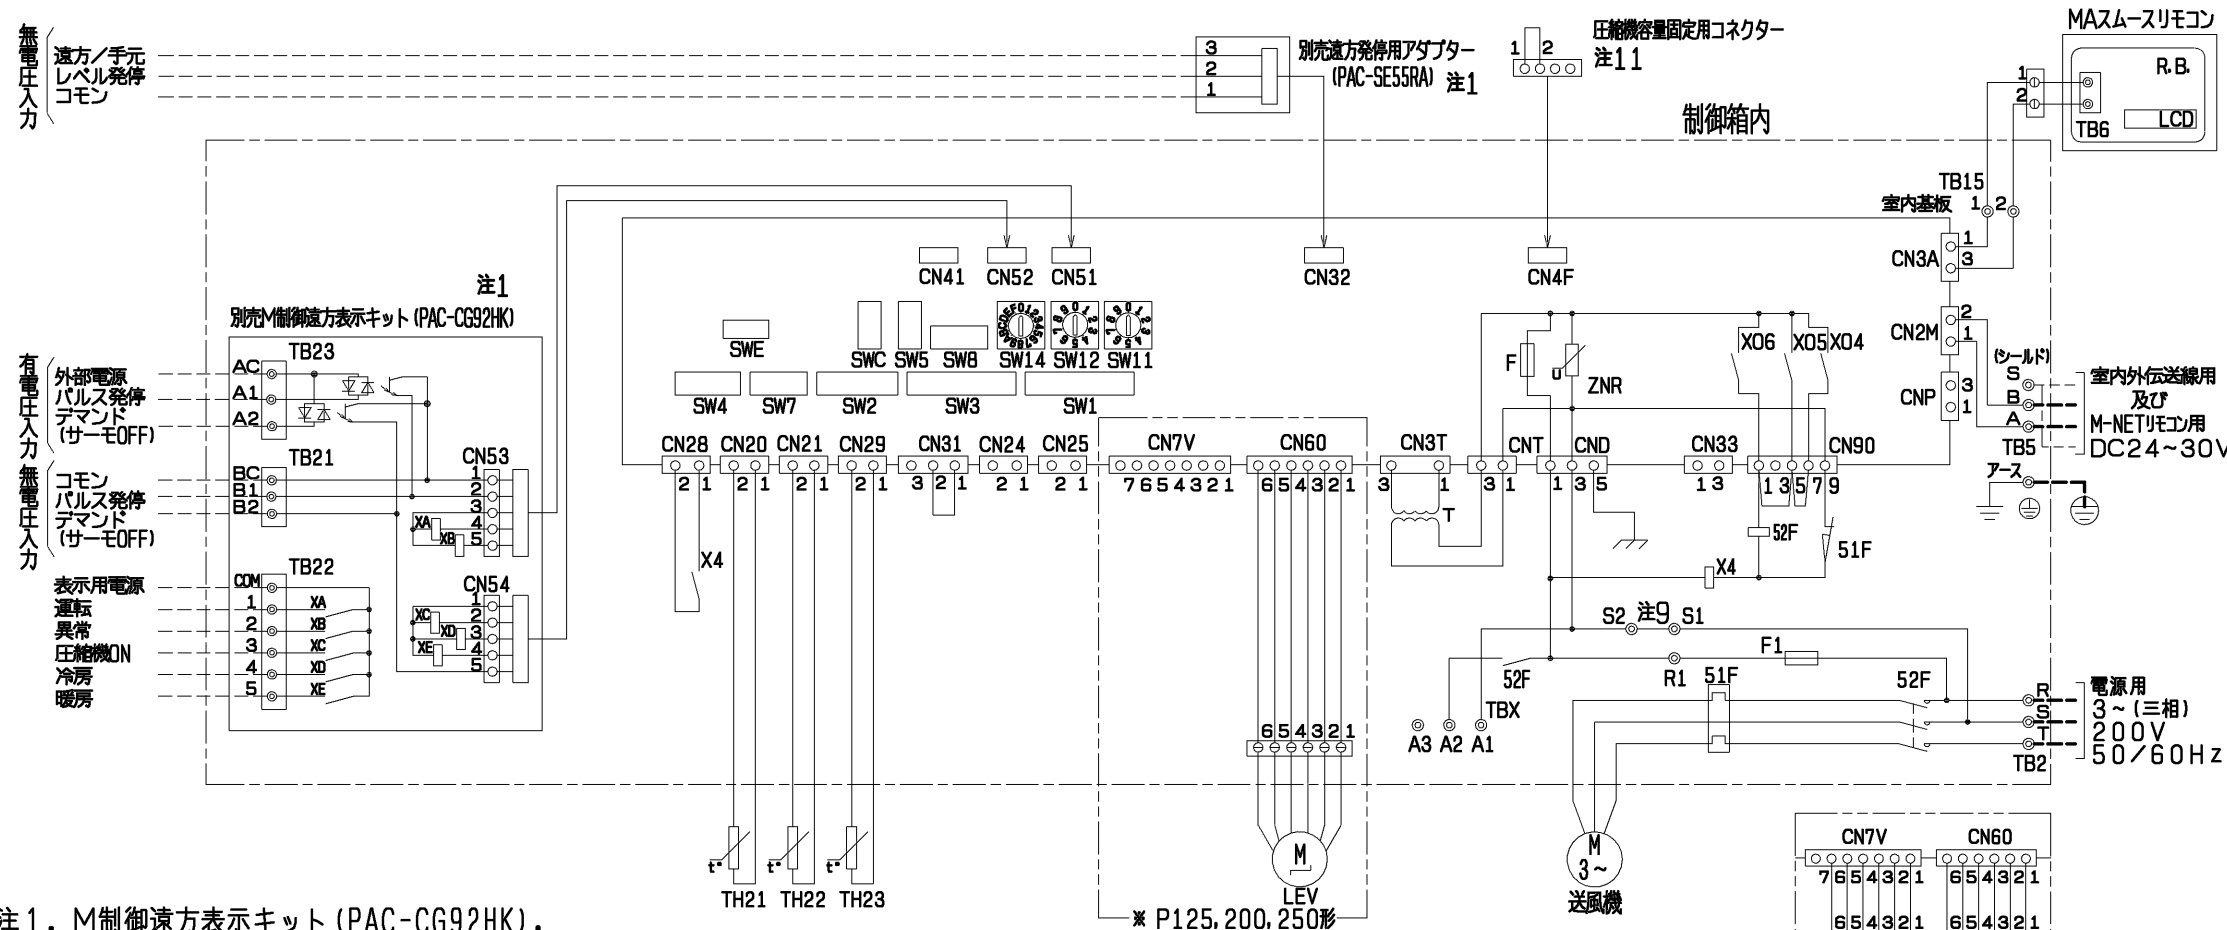 無電圧入力
遠方/手元
レベル発停
コモン
3
2
1
別売遠方発停用アダプター
(PAC-SE55RA) 注1
1 2
圧縮機容量固定用コネクター
注11
MAスムースリモコン
R.B.
LCD
TB6
1
2
制御箱内
TB15
室内基板 1 2
CN41 CN52 CN51 CN32 CN4F
CN3A 1
3
CN2M 2
1
CNP 3
1
注1
別売M制御遠方表示キット(PAC-CG92HK)
SWE SWC SW5 SW8 SW14 SW12 SW11
SW4 SW7 SW2 SW3 SW1
F
U
ZNR
X06 X05 X04
(シールド)
S
B
A
TB5
アース
室内外伝送線用
及び
M-NETリモコン用
DC24~30V
有電圧入力
外部電源
パルス発停
デマンド
(サーモOFF)
AC
A1
A2
TB23
無電圧入力
コモン
パルス発停
デマンド
(サーモOFF)
BC
B1
B2
TB21
CN53
1
2
3
4
5
XA
XB
表示用電源
運転
異常
圧縮機ON
冷房
暖房
TB22
COM
1 XA
2 XB
3 XC
4 XD
5 XE
CN54
1
2
3
4
5
XC
XD
XE
CN28 CN20 CN21 CN29 CN31 CN24 CN25 CN7V CN60 CN3T CNT CND CN33 CN90
2 1 2 1 2 1 2 1 3 2 1 2 1 2 1 7 6 5 4 3 2 1 6 5 4 3 2 1 3 1 3 1 1 3 5 1 3 1 3 5 7 9
T
X4
52F
51F
X4
S2 注9 S1
52F
R1
F1
51F
52F
TBX
A3 A2 A1
6 5 4 3 2 1
R
S
T
TB2
電源用
3~(三相)
200V
50/60Hz
t°
t°
t°
TH21 TH22 TH23
M
LEV
※ P125,200,250形
M
3~
送風機
CN7V CN60
7 6 5 4 3 2 1 6 5 4 3 2 1
6 5 4 3 2 1 6 5 4 3 2 1
注1. M制御遠方表示キット(PAC-CG92HK).